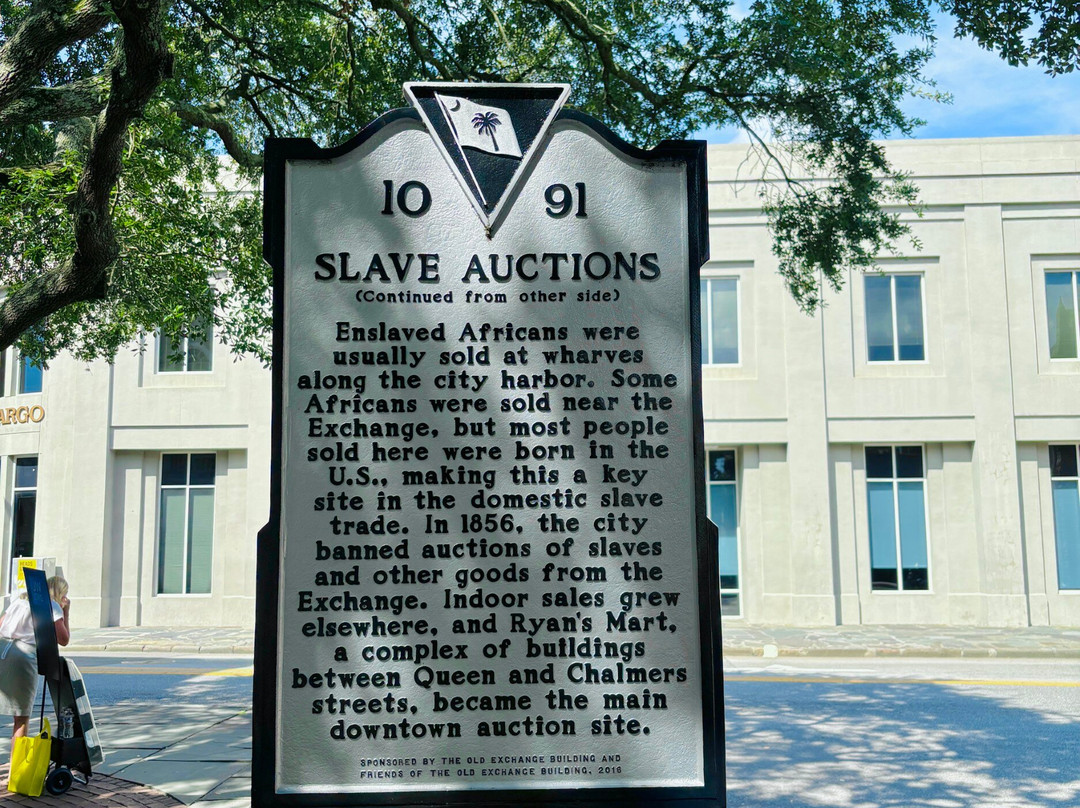 10 91
SLAVE AUCTIONS
(Continued from other side)
Enslaved Africans were
usually sold at wharves
along the city harbor. Some
Africans were sold near the
Exchange, but most people
sold here were born in the
U.S., making this a key
site in the domestic slave
trade. In 1856, the city
banned auctions of slaves
and other goods from the
Exchange. Indoor sales grew
elsewhere, and Ryan's Mart,
a complex of buildings
between Queen and Chalmers
streets, became the main
downtown auction site.
SPONSORED BY THE OLD EXCHANGE BUILDING AND
FRIENDS OF THE OLD EXCHANGE BUILDING, 2016
ARGO